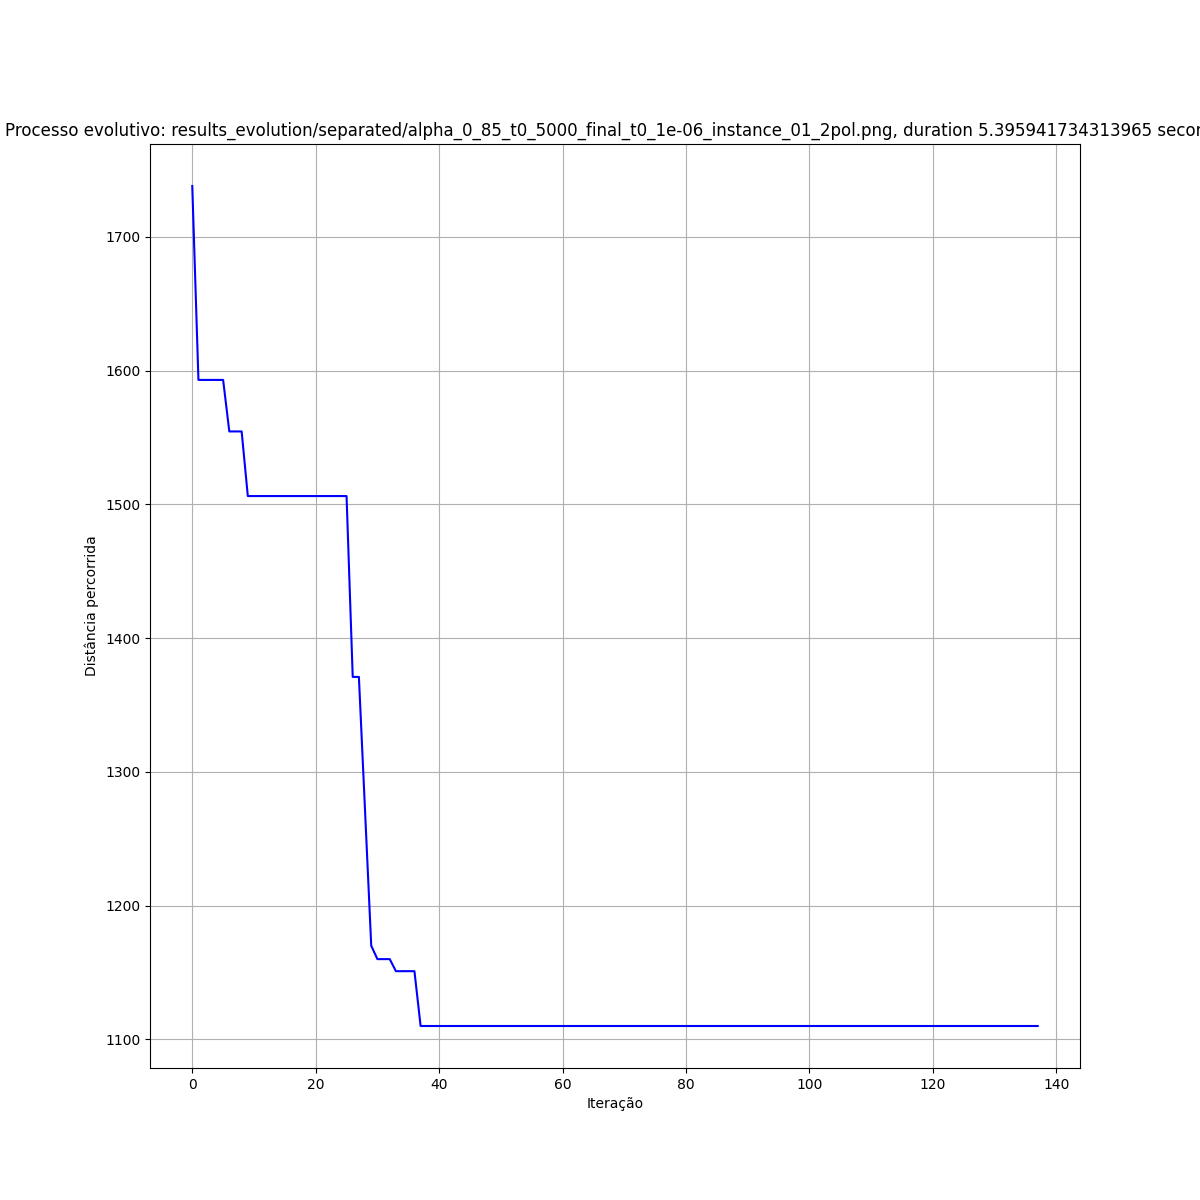 Processo evolutivo: results_evolution/separated/alpha_0_85_t0_5000_final_t0_1e-06_instance_01_2pol.png, duration 5.395941734313965 secon
1700
1600
1500
1400
1300
1200
1100
Distância percorrida
0 20 40 60 80 100 120 140
Iteração